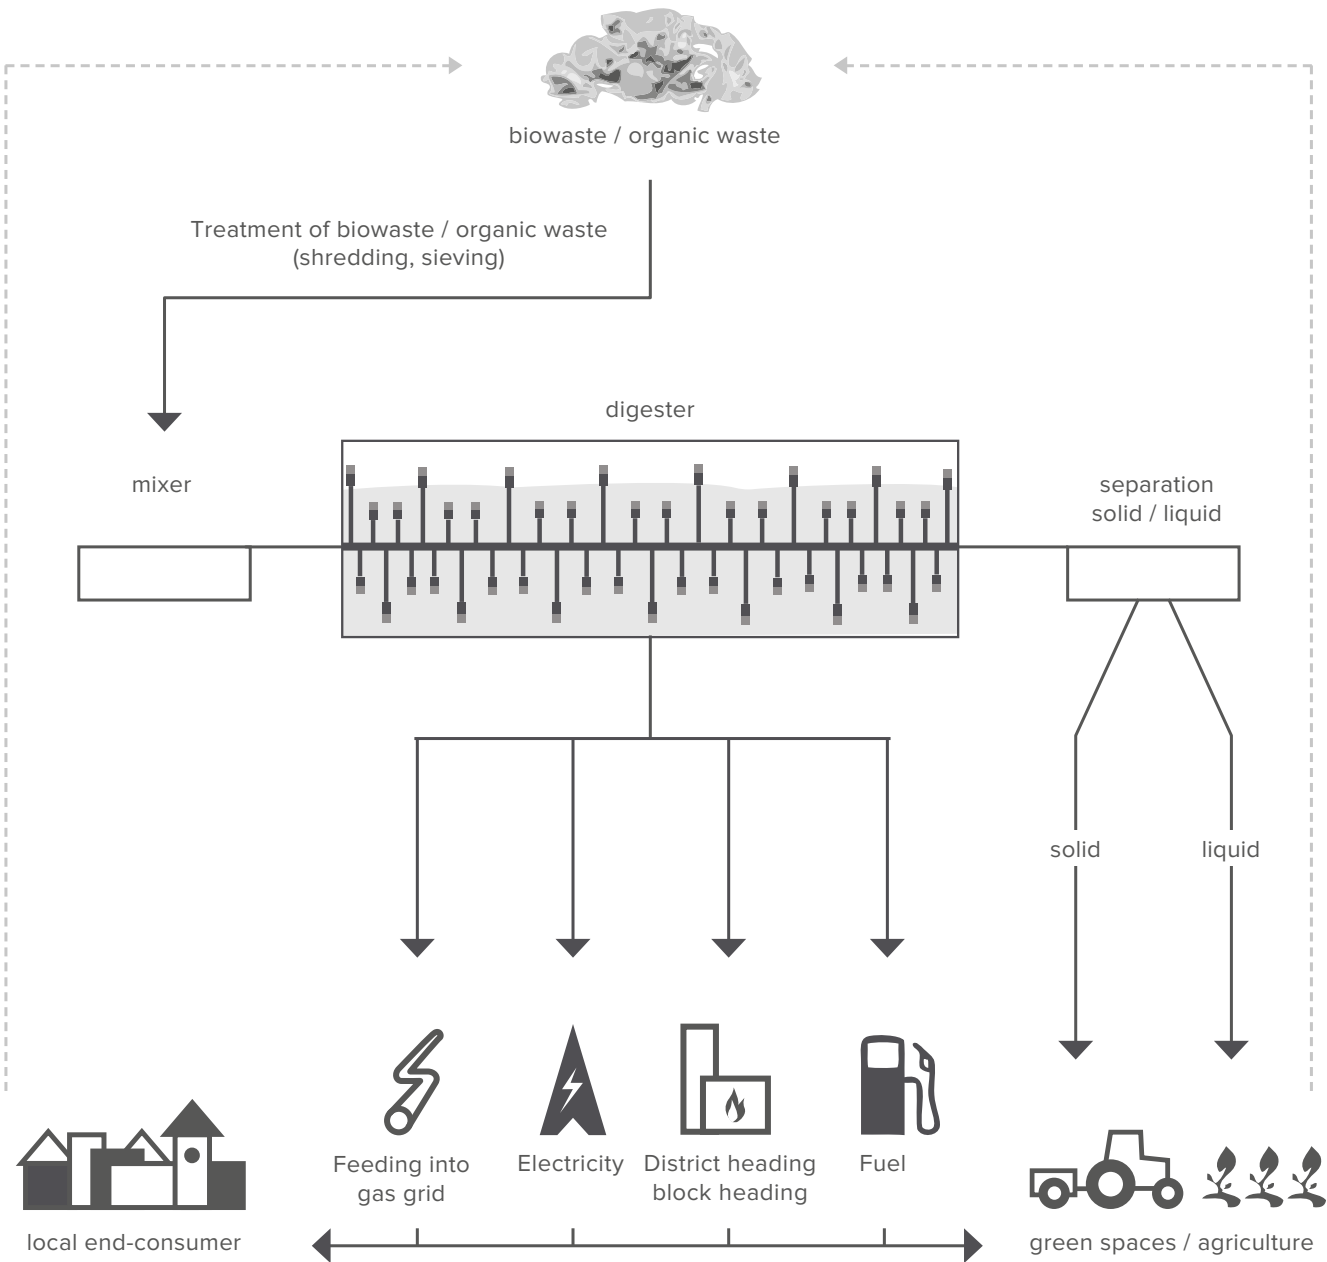 biowaste / organic waste
Treatment of biowaste / organic waste
(shredding, sieving)
digester
mixer
separation
solid / liquid
solid
liquid
Feeding into
gas grid
Electricity
District heading
block heading
Fuel
local end-consumer
green spaces / agriculture